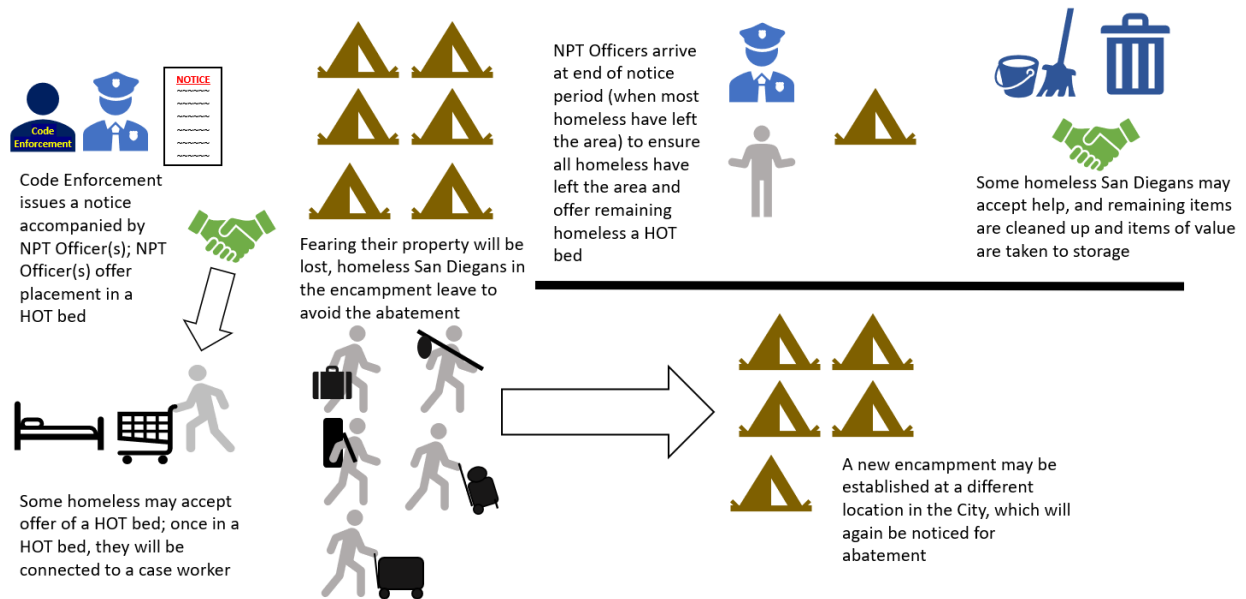 Code
Enforcement
NOTICE
~~~~~~
~~~~~~
~~~~~~
~~~~~~
~~~~~~
~~~~~~
Code Enforcement
issues a notice
accompanied by
NPT Officer(s); NPT
Officer(s) offer
placement in a
HOT bed
Some homeless may accept
offer of a HOT bed; once in a
HOT bed, they will be
connected to a case worker
Fearing their property will be
lost, homeless San Diegans in
the encampment leave to
avoid the abatement
NPT Officers arrive
at end of notice
period (when most
homeless have left
the area) to ensure
all homeless have
left the area and
offer remaining
homeless a HOT
bed
Some homeless San Diegans may
accept help, and remaining items
are cleaned up and items of value
are taken to storage
A new encampment may be
established at a different
location in the City, which will
again be noticed for
abatement